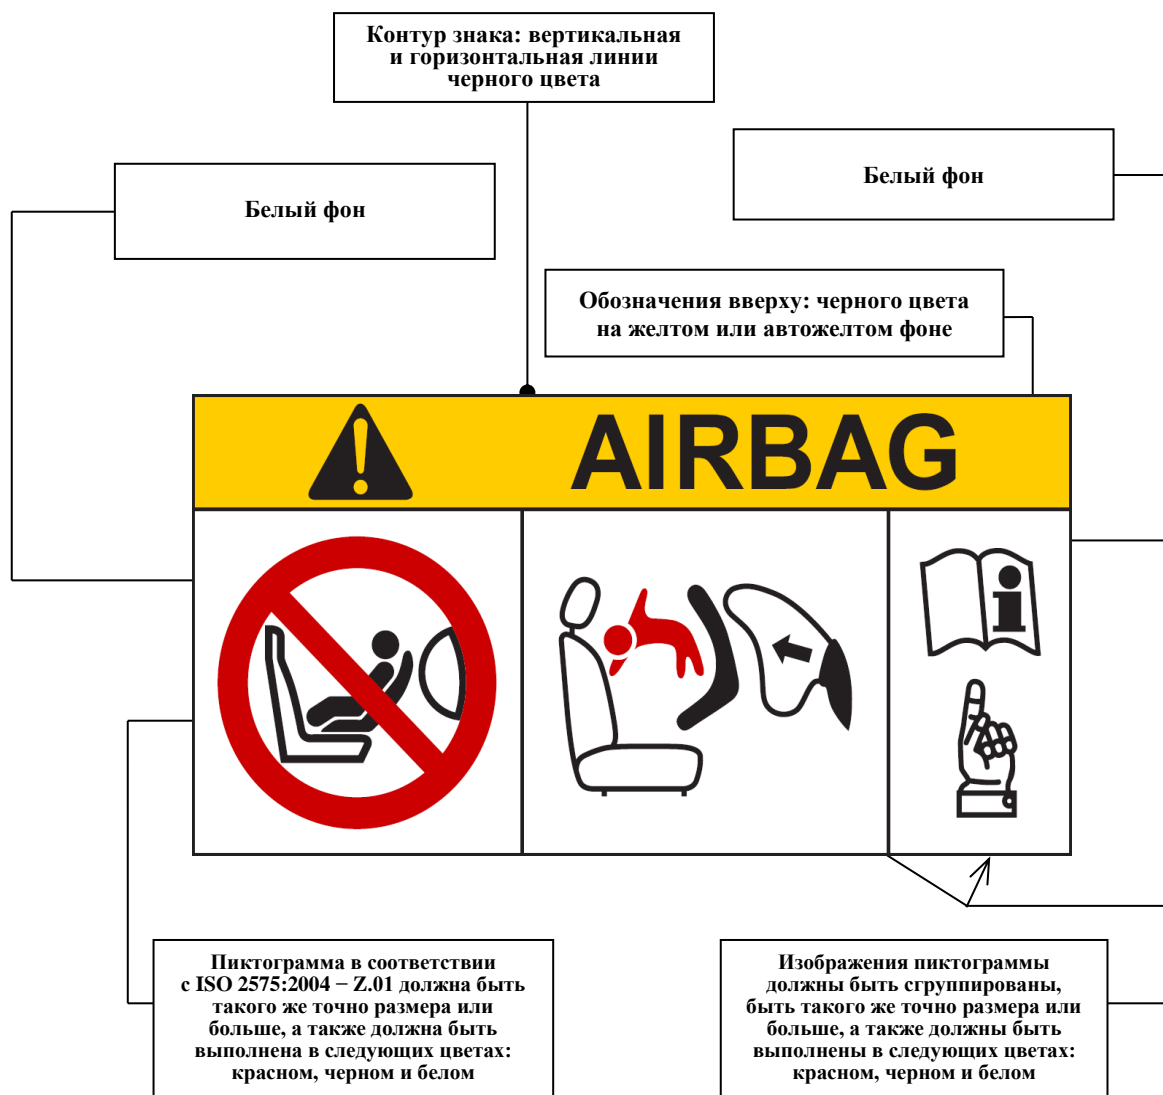 Контур знака: вертикальная
и горизонтальная линии
черного цвета
Белый фон
Белый фон
Обозначения вверху: черного цвета
на желтом или автожелтом фоне
AIRBAG
Пиктограмма в соответствии
с ISO 2575:2004 − Z.01 должна быть
такого же точно размера или
больше, а также должна быть
выполнена в следующих цветах:
красном, черном и белом
Изображения пиктограммы
должны быть сгруппированы,
быть такого же точно размера или
больше, а также должны быть
выполнены в следующих цветах:
красном, черном и белом